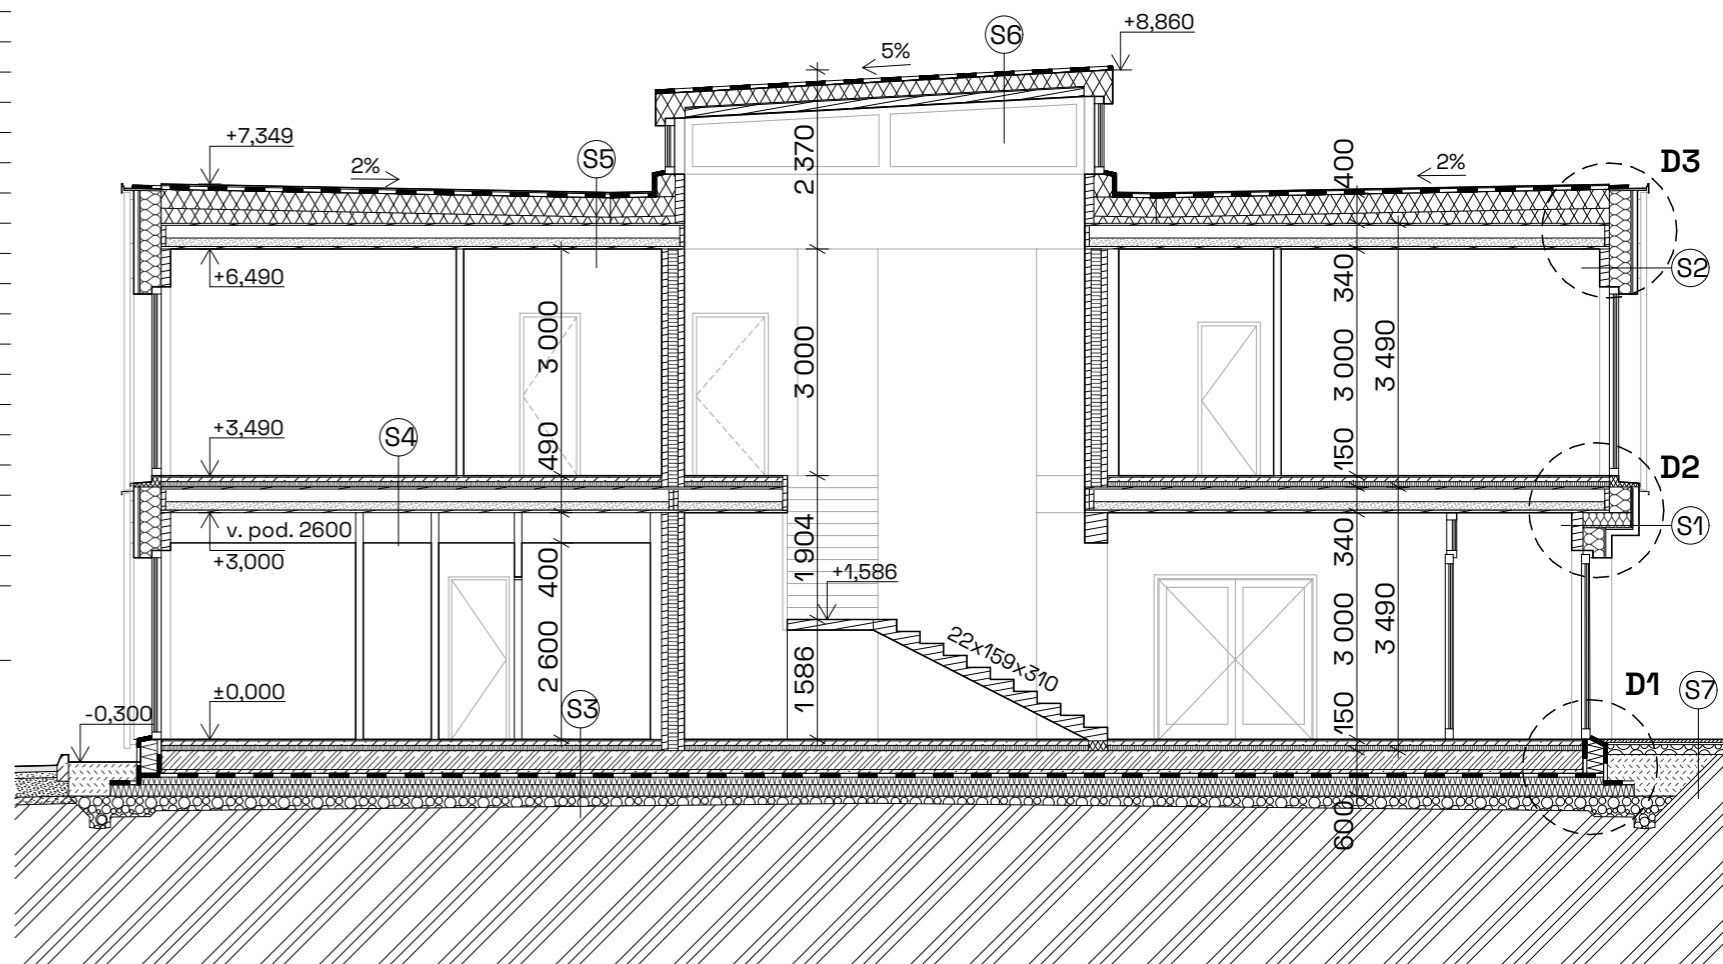 +8,860
S6
5%
+7,349
2%
S5
2 370
400
2%
D3
+6,490
340
S2
3 000
3 000
3 000
3 490
+3,490
S4
490
150
D2
v. pod. 2600
+3,000
400
1 904
+1,586
340
S1
2 600
1 586
22x159x310
3 000
3 490
±0,000
-0,300
S3
150
D1
S7
600